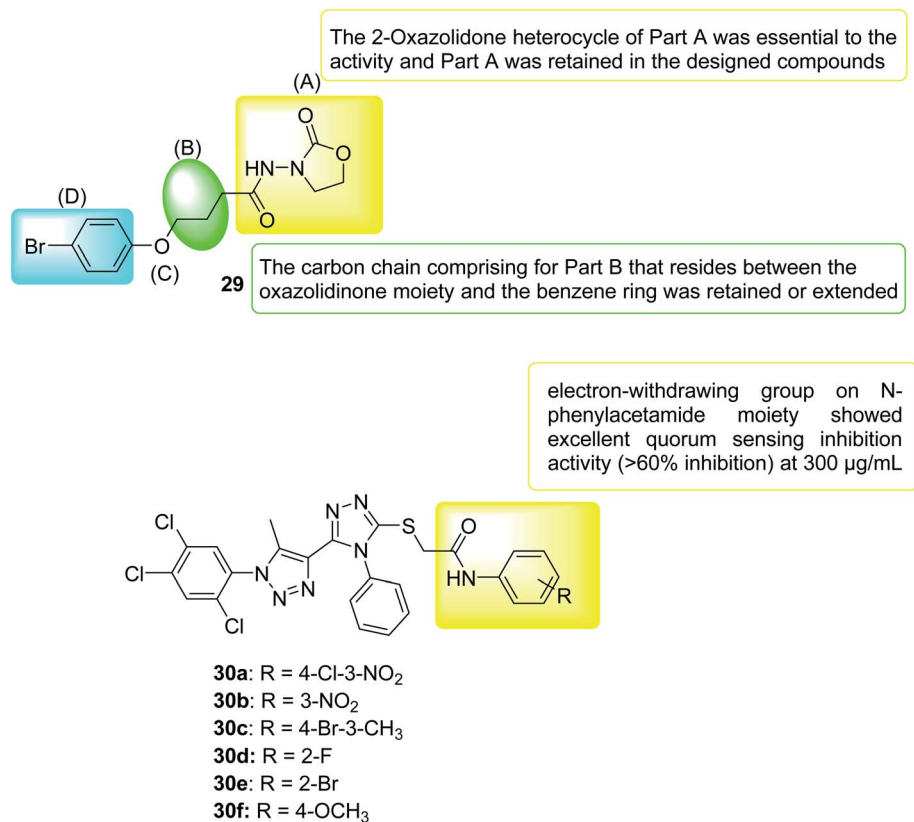 The 2-Oxazolidone heterocycle of Part A was essential to the
activity and Part A was retained in the designed compounds
(A)
O
(B)
N
O
HN
(D)
O
Br
O
(C)
29
The carbon chain comprising for Part B that resides between the
oxazolidinone moiety and the benzene ring was retained or extended
electron-withdrawing group on N-
phenylacetamide moiety showed
excellent quorum sensing inhibition
activity (>60% inhibition) at 300 µg/mL
N N
Cl
S
O
Cl
N
N
HN
R
N N
Cl
30a: R = 4-Cl-3-NO₂
30b: R = 3-NO₂
30c: R = 4-Br-3-CH₃
30d: R = 2-F
30e: R = 2-Br
30f: R = 4-OCH₃